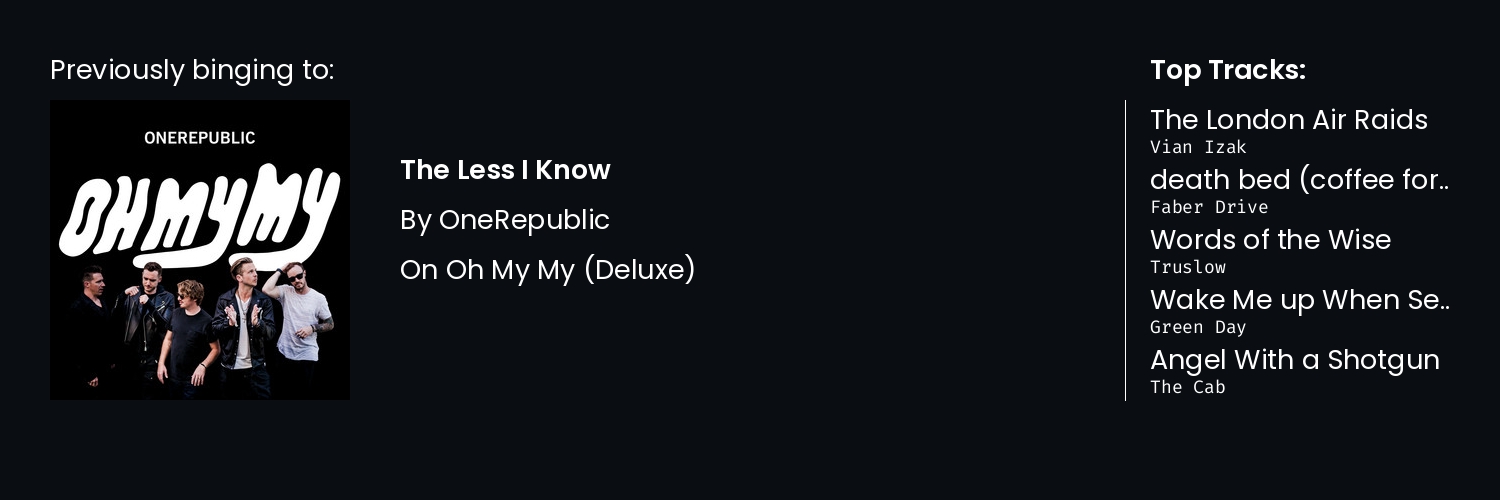 Previously binging to:
ONEREPUBLIC
OH MY MY
The Less I Know
By OneRepublic
On Oh My My (Deluxe)
Top Tracks:
The London Air Raids
Vian Izak
death bed (coffee for..
Faber Drive
Words of the Wise
Truslow
Wake Me up When Se..
Green Day
Angel With a Shotgun
The Cab